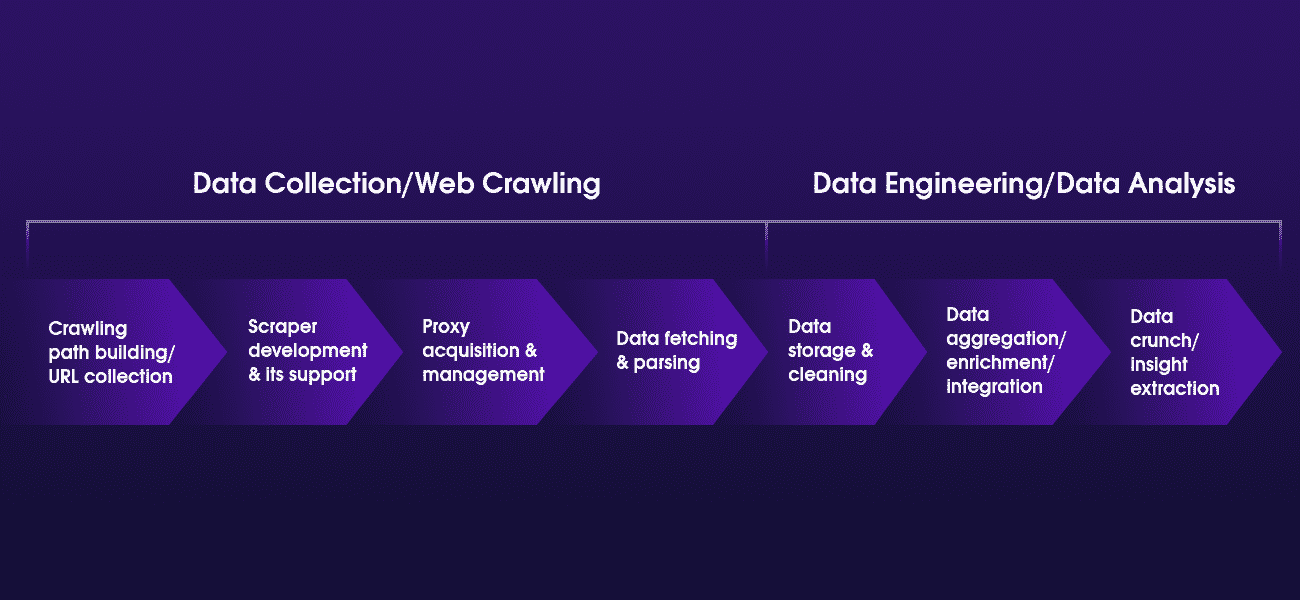 Data Collection/Web Crawling
Data Engineering/Data Analysis
Crawling
path building/
URL collection
Scraper
development
& its support
Proxy
acquisition &
management
Data fetching
& parsing
Data
storage &
cleaning
Data
aggregation/
enrichment/
integration
Data
crunch/
insight
extraction